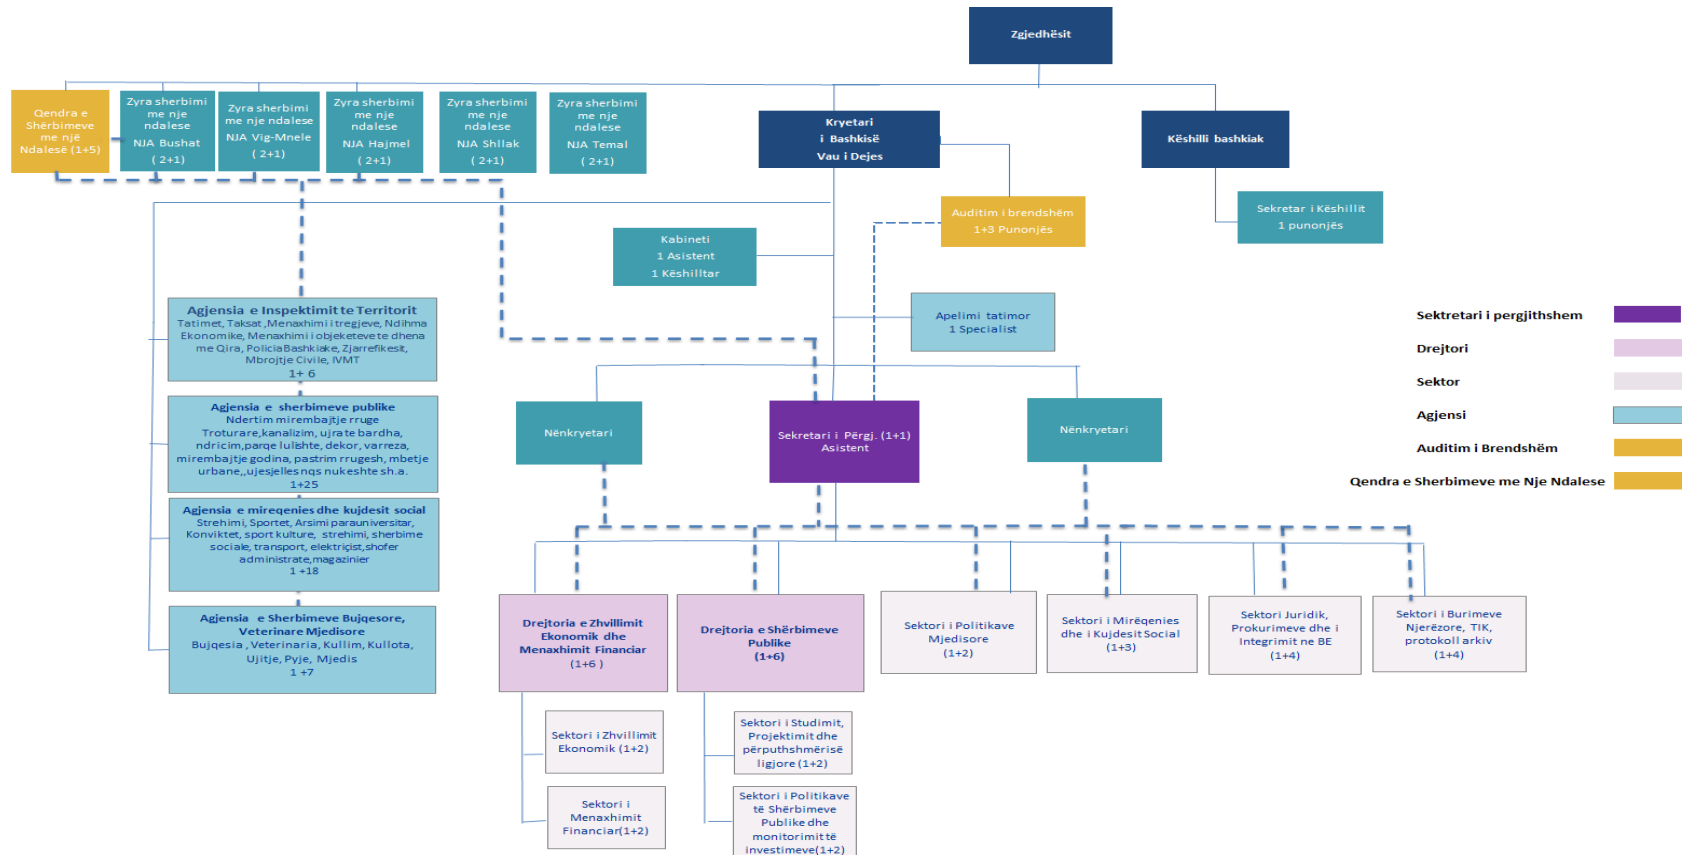 Zgjedhësit
Qendra e
Shërbimeve
me një
Ndalesë (1+5)
Zyra sherbimi
me nje
ndalese
NJA Bushat
( 2+1)
Zyra sherbimi
me nje ndalese
NJA Vig-Mnele
( 2+1)
Zyra sherbimi
me nje
ndalese
NJA Hajmel
( 2+1)
Zyra sherbimi
me nje
ndalese
NJA Shllak
( 2+1)
Zyra sherbimi
me nje
ndalese
NJA Temal
( 2+1)
Kryetari
i Bashkisë
Vau i Dejes
Këshilli bashkiak
Auditim i brendshëm
1+3 Punonjës
Sekretar i Këshillit
1 punonjës
Kabineti
1 Asistent
1 Këshilltar
Apelimi tatimor
1 Specialist
Agjensia e Inspektimit te Territorit
Tatimet, Taksat ,Menaxhimi i tregjeve, Ndihma
Ekonomike, Menaxhimi i objeketeve te dhena
me Qira, PoliciaBashkiake, Zjarrefikesit,
Mbrojtje Civile, IVMT
1+ 6
Agjensia e sherbimeve publike
Ndertim mirembajtje rruge
Troturare,kanalizim, ujra te bardha,
ndricim,parqe lulishte, dekor, varreza,
mirembajtje godina, pastrim rrugesh, mbetje
urbane,,ujesjelles nqs nuk eshte sh.a.
1+25
Agjensia e mireqenies dhe kujdesit social
Strehimi, Sportet, Arsimi parauniversitar,
Konviktet, sport kulture, strehimi, sherbime
sociale, transport, elektriçist,shofer
administrate,magazinier
1 +18
Agjensia e Sherbimeve Bujqesore,
Veterinare Mjedisore
Bujqesia , Veterinaria, Kullim, Kullota,
Ujitje, Pyje, Mjedis
1 +7
Nënkryetari
Sekretari i Përgj. (1+1)
Asistent
Nënkryetari
Sektretari i pergjithshem
Drejtori
Sektor
Agjensi
Auditim i Brendshëm
Qendra e Sherbimeve me Nje Ndalese
Drejtoria e Zhvillimit
Ekonomik dhe
Menaxhimit Financiar
(1+6 )
Drejtoria e Shërbimeve
Publike
(1+6)
Sektori i Politikave
Mjedisore
(1+2)
Sektori i Mirëqenies
dhe i Kujdesit Social
(1+3)
Sektori Juridik,
Prokurimeve dhe i
Integrimit ne BE
(1+4)
Sektori i Burimeve
Njerëzore, TIK,
protokoll arkiv
(1+4)
Sektori i Zhvillimit
Ekonomik (1+2)
Sektori i
Menaxhimit
Financiar(1+2)
Sektori i Studimit,
Projektimit dhe
përputhshmërisë
ligjore (1+2)
Sektori i Politikave
të Shërbimeve
Publike dhe
monitorimit të
investimeve(1+2)